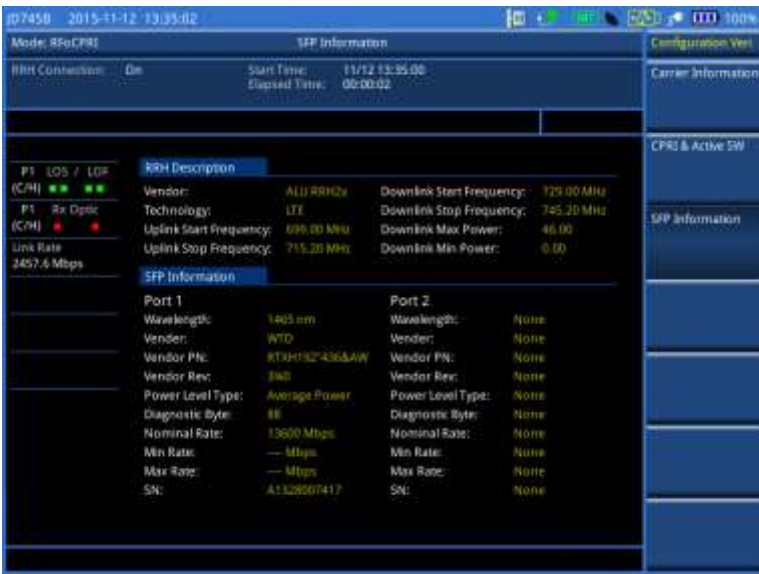 JD745B 2015-11-12 13:35:02 100%
Mode: RFoCPRI SFP Information
RRH Connection: On Start Time: 11/12 13:35:00
Elapsed Time: 00:00:02
P1 LOS / LOF
(C/H)
P1 Rx Optic
(C/H)
Link Rate
2457.6 Mbps
RRH Description
Vendor: ALU RRH2x Downlink Start Frequency: 729.00 MHz
Technology: LTE Downlink Stop Frequency: 745.20 MHz
Uplink Start Frequency: 699.00 MHz Downlink Max Power: 46.00
Uplink Stop Frequency: 715.20 MHz Downlink Min Power: 0.00
SFP Information
Port 1 Port 2
Wavelength: 1465 nm Wavelength: None
Vender: WTD Vender: None
Vendor PN: Vendor PN: None
Vendor Rev: Vendor Rev: None
Power Level Type: Average Power Power Level Type: None
Diagnostic Byte: Diagnostic Byte: None
Nominal Rate: 13600 Mbps Nominal Rate: None
Min Rate: --- Mbps Min Rate: None
Max Rate: --- Mbps Max Rate: None
SN: A1328007417 SN: None
Configuration Veri
Carrier Information
CPRI & Active SW
SFP Information